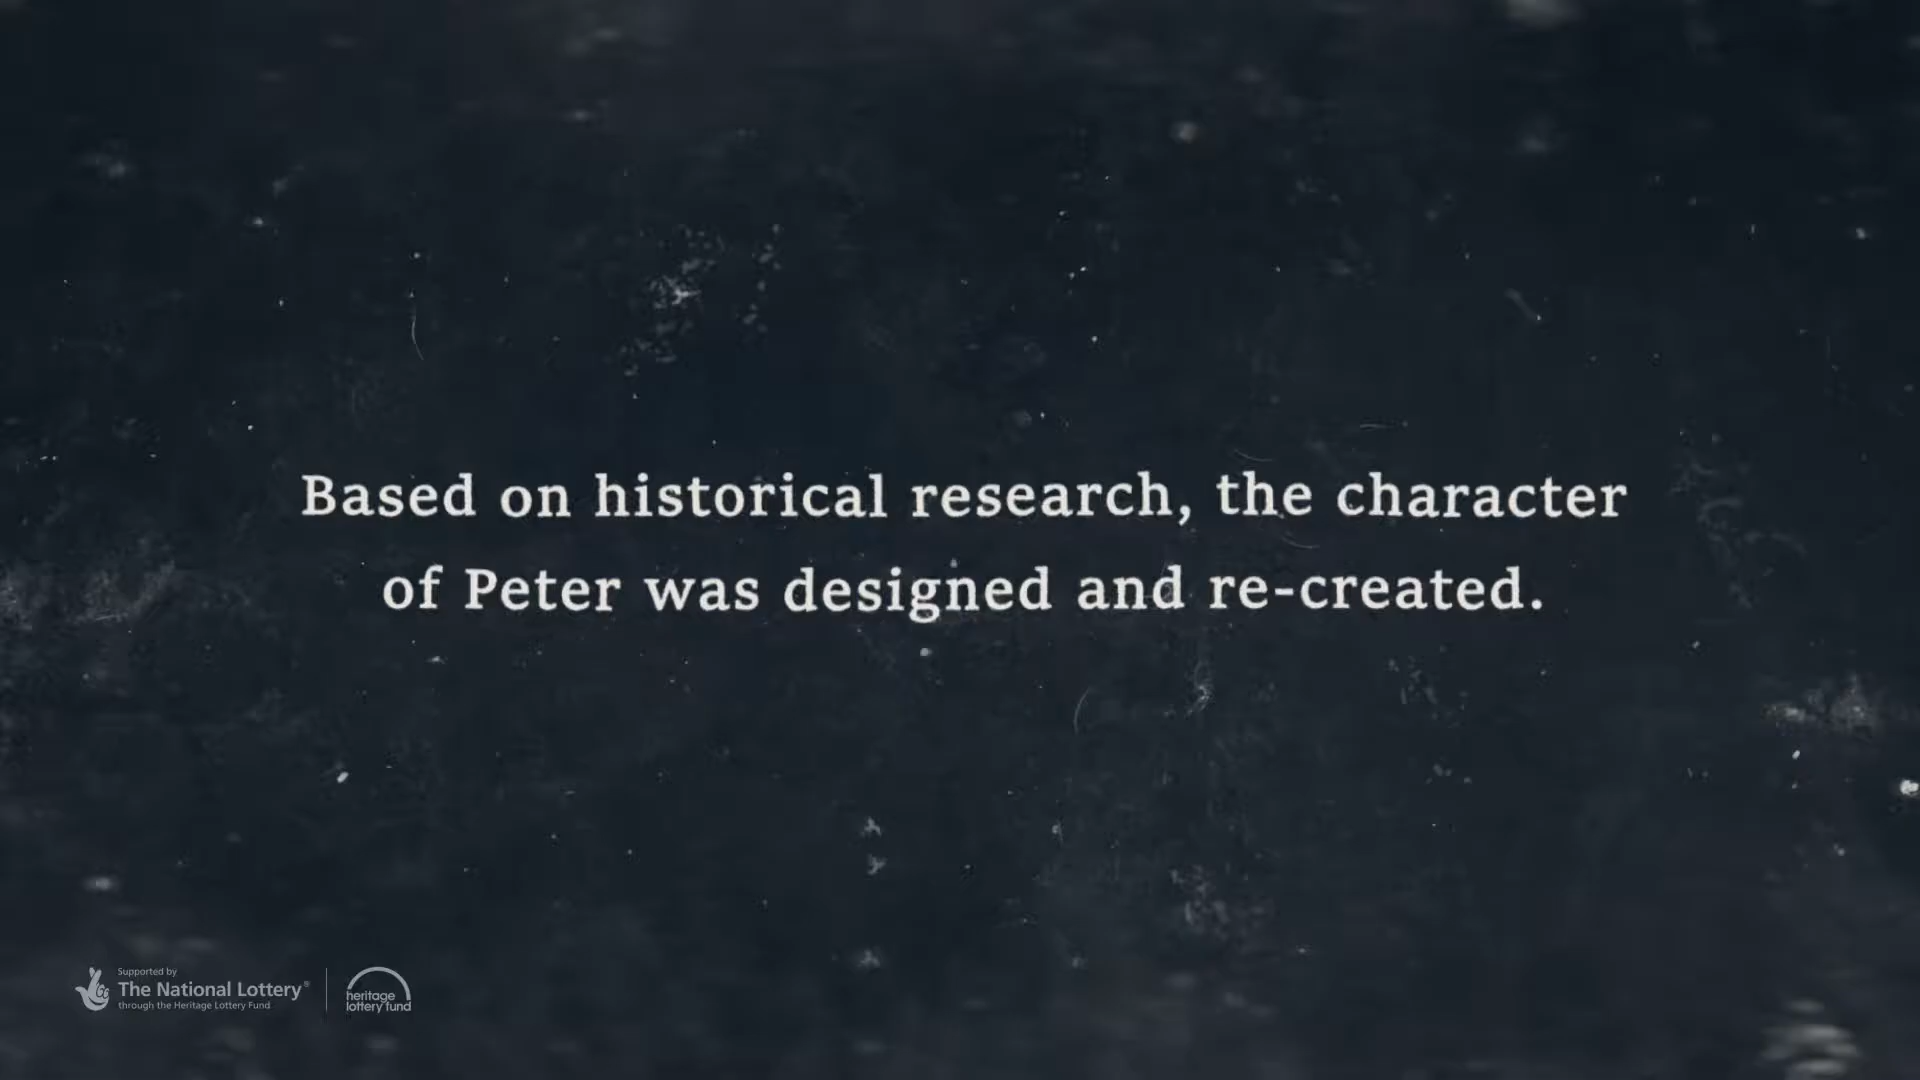 Based on historical research, the character
of Peter was designed and re-created.
Supported by
The National Lottery®
through the Heritage Lottery Fund
heritage
lottery fund